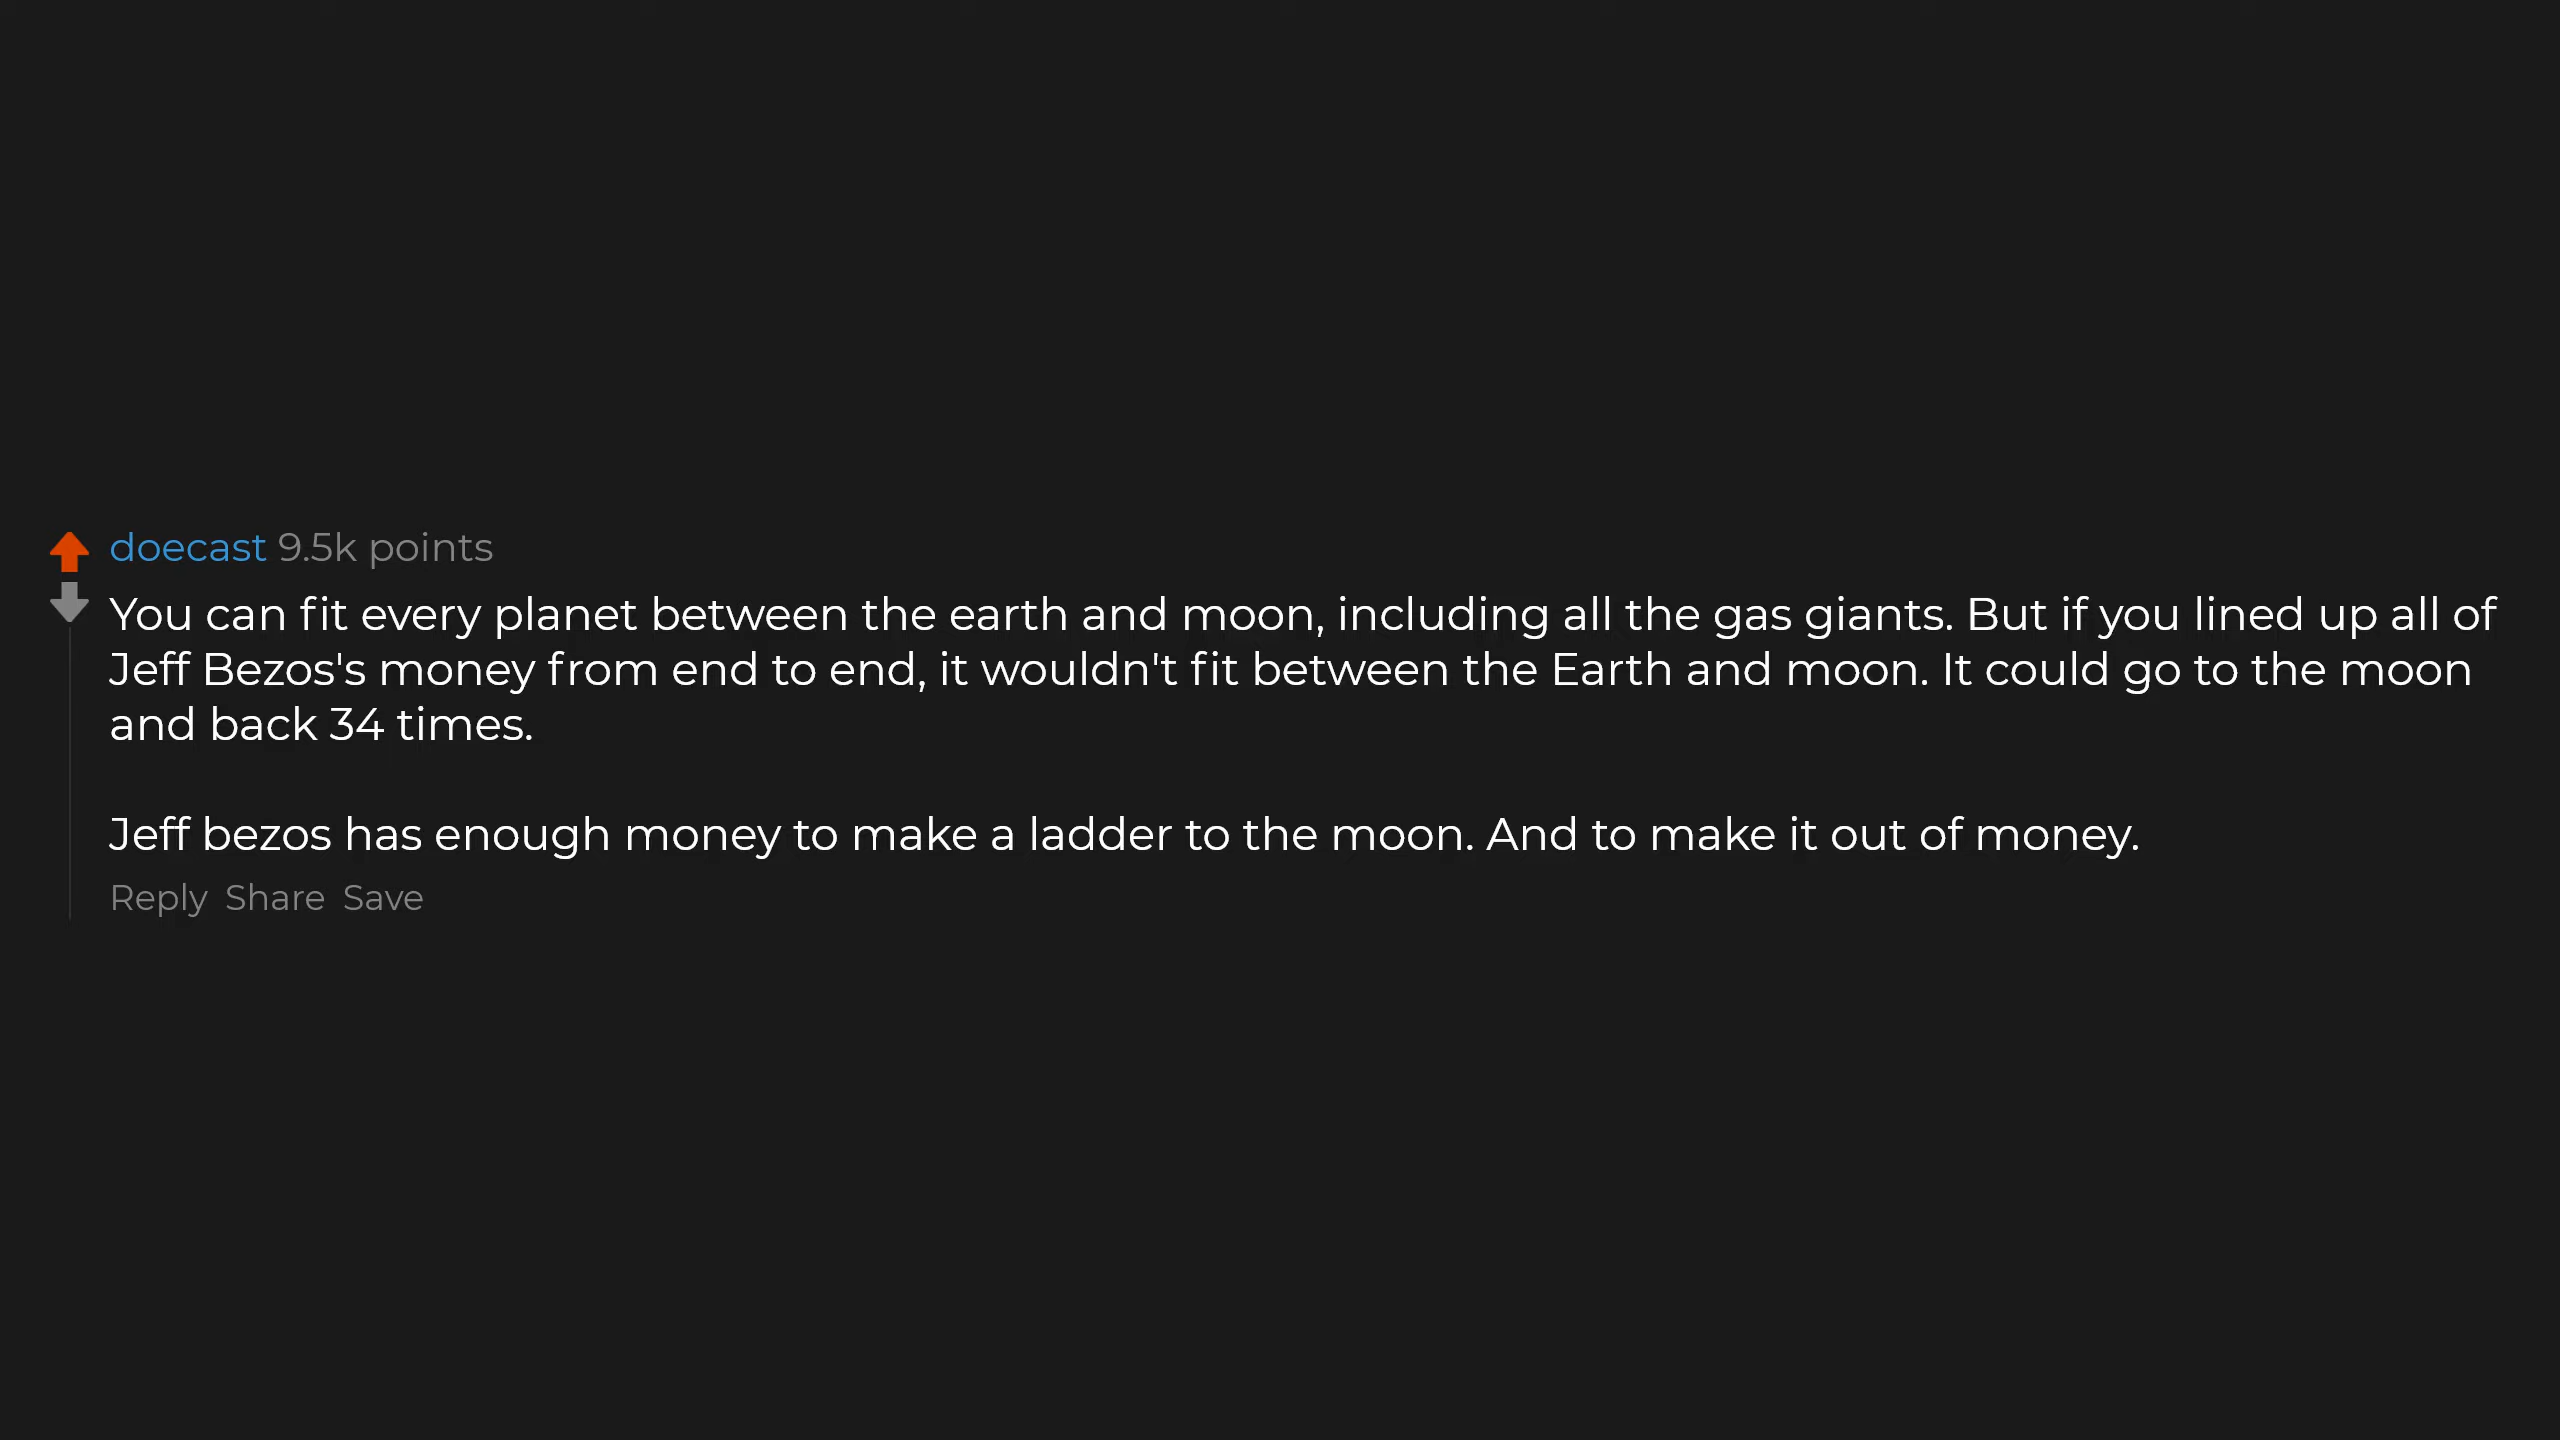 doecast 9.5k points
You can fit every planet between the earth and moon, including all the gas giants. But if you lined up all of
Jeff Bezos's money from end to end, it wouldn't fit between the Earth and moon. It could go to the moon
and back 34 times.
Jeff bezos has enough money to make a ladder to the moon. And to make it out of money.
Reply Share Save